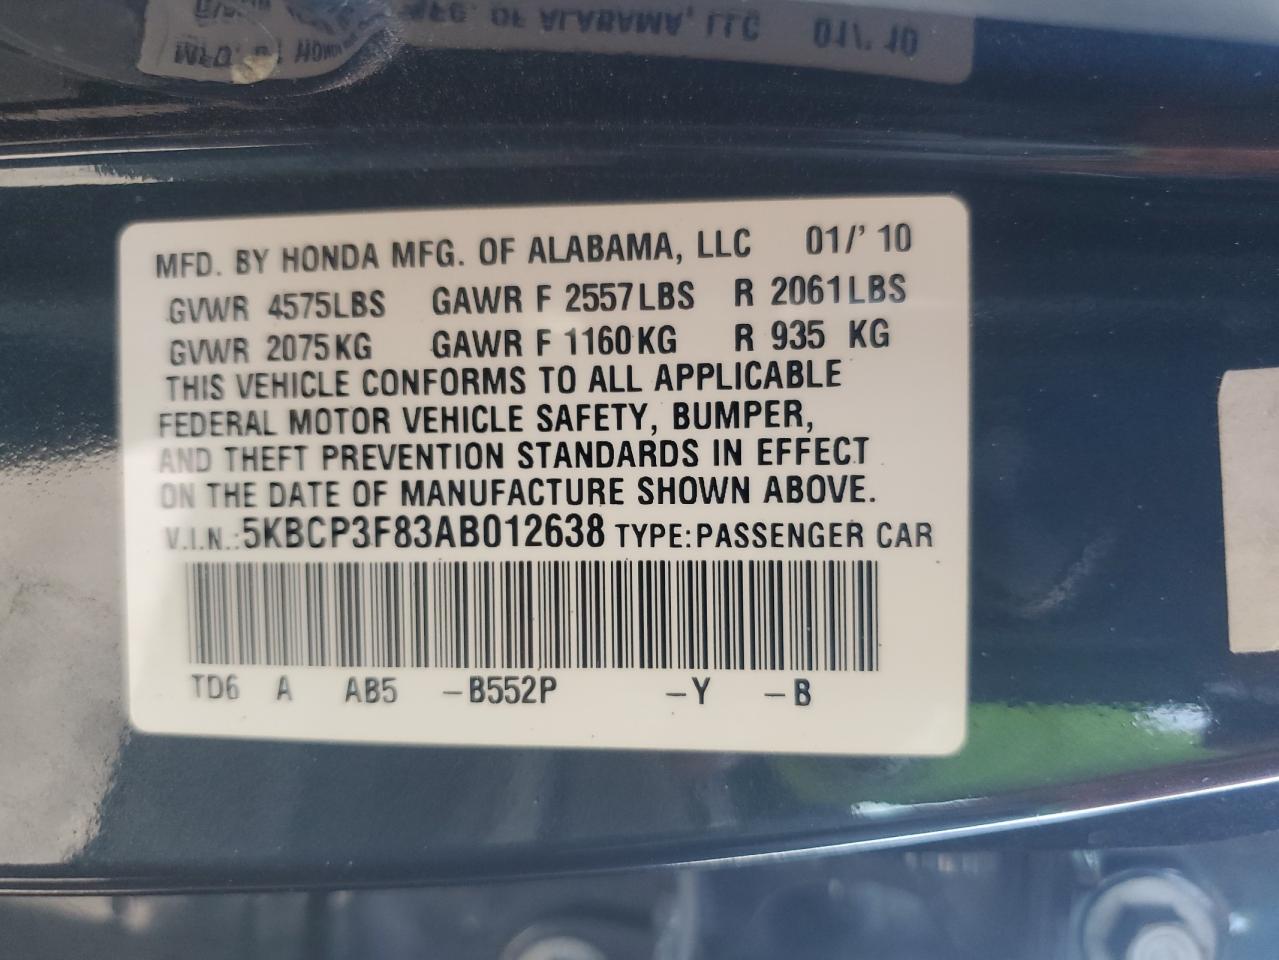 MFD. BY HONDA MFG. OF ALABAMA, LLC 01/' 10
GVWR 4575LBS GAWR F 2557LBS R 2061LBS
GVWR 2075KG GAWR F 1160KG R 935 KG
THIS VEHICLE CONFORMS TO ALL APPLICABLE
FEDERAL MOTOR VEHICLE SAFETY, BUMPER,
AND THEFT PREVENTION STANDARDS IN EFFECT
ON THE DATE OF MANUFACTURE SHOWN ABOVE.
V.I.N.:5KBCP3F83AB012638 TYPE:PASSENGER CAR
TD6 A AB5 -B552P -Y -B